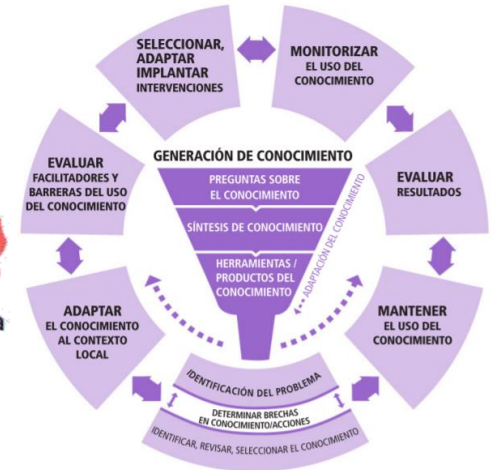 SELECCIONAR,
ADAPTAR
IMPLANTAR
INTERVENCIONES
MONITORIZAR
EL USO DEL
CONOCIMIENTO
EVALUAR
FACILITADORES Y
BARRERAS DEL USO
DEL CONOCIMIENTO
GENERACIÓN DE CONOCIMIENTO
PREGUNTAS SOBRE
EL CONOCIMIENTO
SÍNTESIS DE CONOCIMIENTO
HERRAMIENTAS /
PRODUCTOS DEL
CONOCIMIENTO
ADAPTACIÓN DEL CONOCIMIENTO
EVALUAR
RESULTADOS
ADAPTAR
EL CONOCIMIENTO
AL CONTEXTO
LOCAL
MANTENER
EL USO DEL
CONOCIMIENTO
IDENTIFICACIÓN DEL PROBLEMA
DETERMINAR BRECHAS
EN CONOCIMIENTO/ACCIONES
IDENTIFICAR, REVISAR, SELECCIONAR EL CONOCIMIENTO